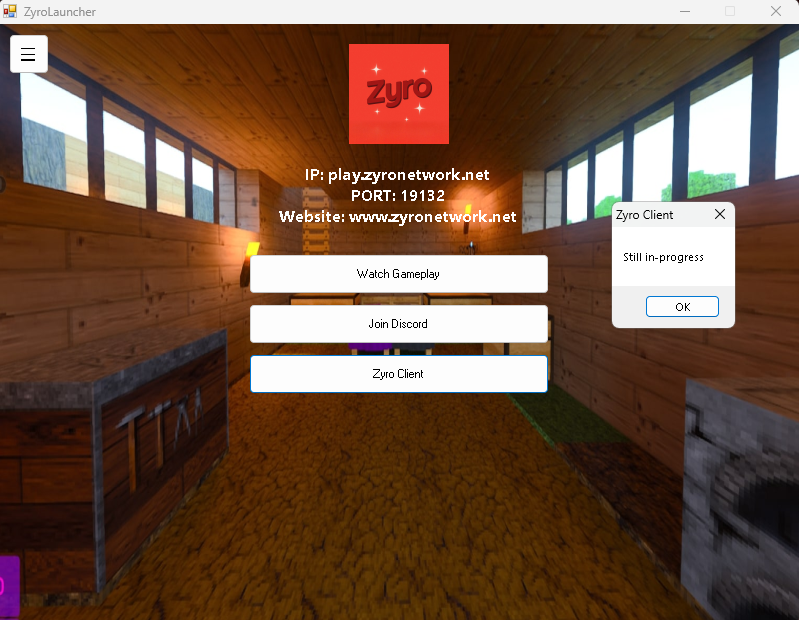 ZyroLauncher
Zyro
IP: play.zyronetwork.net
PORT: 19132
Website: www.zyronetwork.net
Watch Gameplay
Join Discord
Zyro Client
Zyro Client
Still in-progress
OK